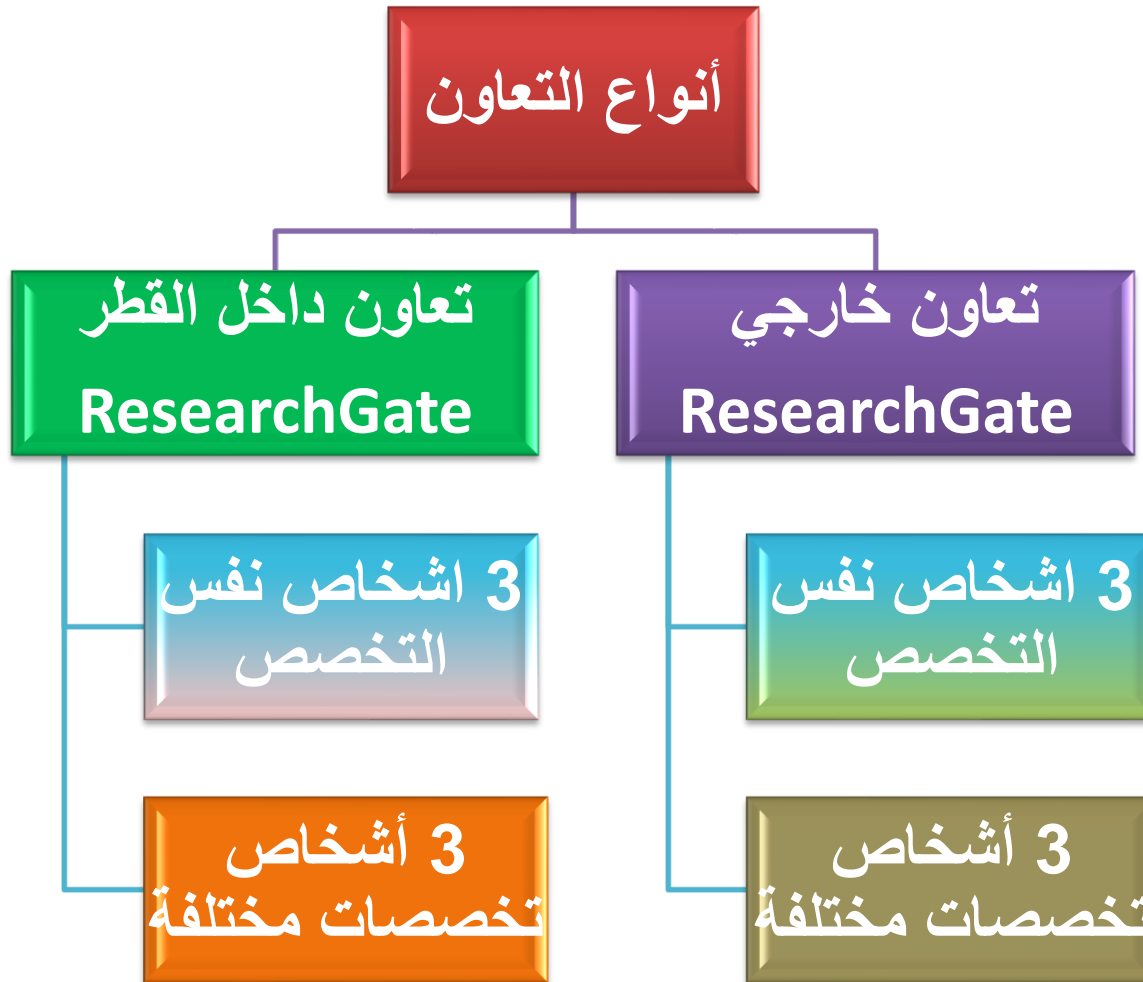 أنواع التعاون
تعاون خارجي
ResearchGate
3 اشخاص نفس
التخصص
3 أشخاص
تخصصات مختلفة
تعاون داخل القطر
ResearchGate
3 اشخاص نفس
التخصص
3 أشخاص
تخصصات مختلفة